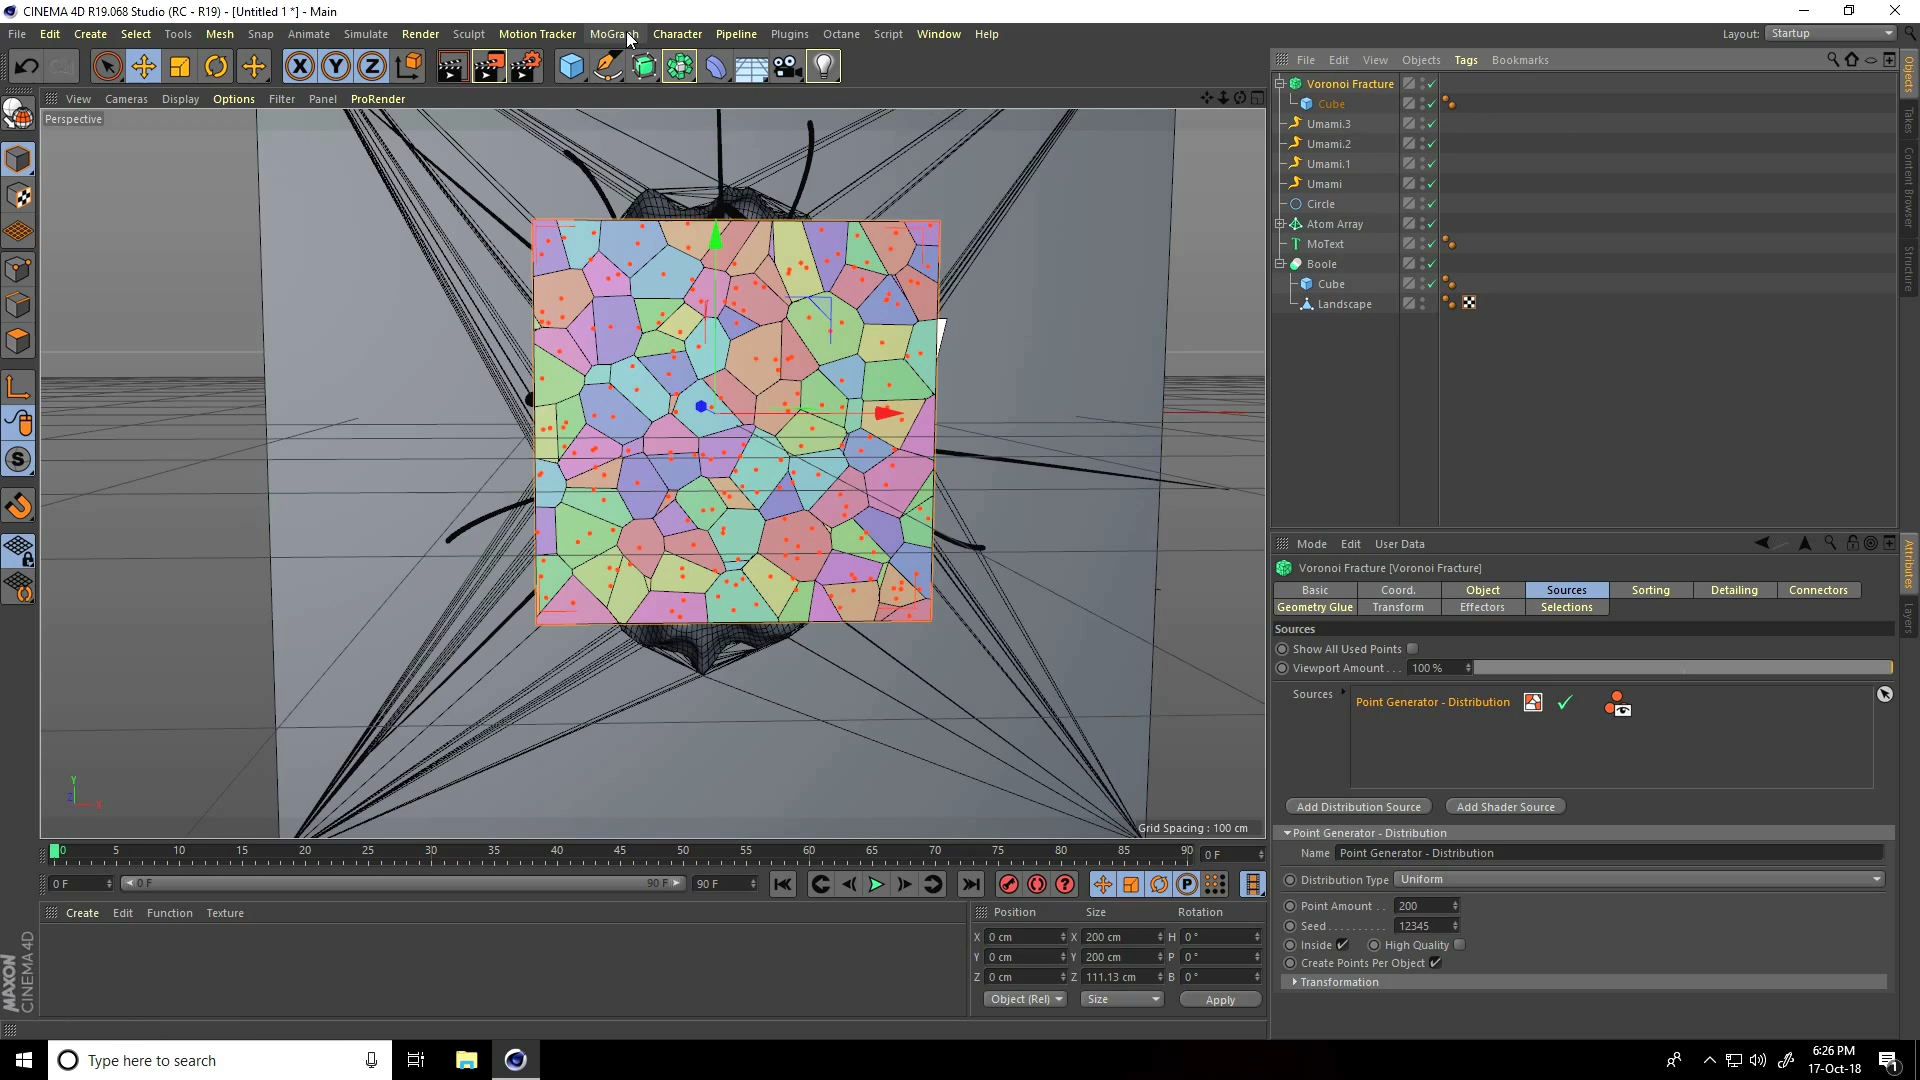 CINEMA 4D R19.068 Studio (RC - R19) - [Untitled 1 *] - Main
File Edit Create Select Tools Mesh Snap Animate Simulate Render Sculpt Motion Tracker MoGraph Character Pipeline Plugins Octane Script Window Help
Layout: Startup
X Y Z
File Edit View Objects Tags Bookmarks
View Cameras Display Options Filter Panel ProRender
Perspective
Voronoi Fracture
Cube
Umami.3
Umami.2
Umami.1
Umami
Circle
Atom Array
MoText
Boole
Cube
Landscape
Objects
Takes
Content Browser
Structure
Mode Edit User Data
Voronoi Fracture [Voronoi Fracture]
Basic Coord. Object Sources Sorting Detailing Connectors
Geometry Glue Transform Effectors Selections
Sources
Show All Used Points
Viewport Amount . . . 100 %
Sources
Point Generator - Distribution
Add Distribution Source Add Shader Source
Point Generator - Distribution
Name Point Generator - Distribution
Distribution Type Uniform
Point Amount . . 200
Seed . . . . . . . . . . 12345
Inside High Quality
Create Points Per Object
Transformation
Attributes
Layers
S
Y
Z
X
Grid Spacing : 100 cm
0 5 10 15 20 25 30 35 40 45 50 55 60 65 70 75 80 85 90
0 F
0 F 0 F 90 F 90 F
P
Create Edit Function Texture
Position Size Rotation
X 0 cm X 200 cm H 0 °
Y 0 cm Y 200 cm P 0 °
Z 0 cm Z 111.13 cm B 0 °
Object (Rel) Size Apply
MAXON
CINEMA 4D
Type here to search
6:26 PM
17-Oct-18
1